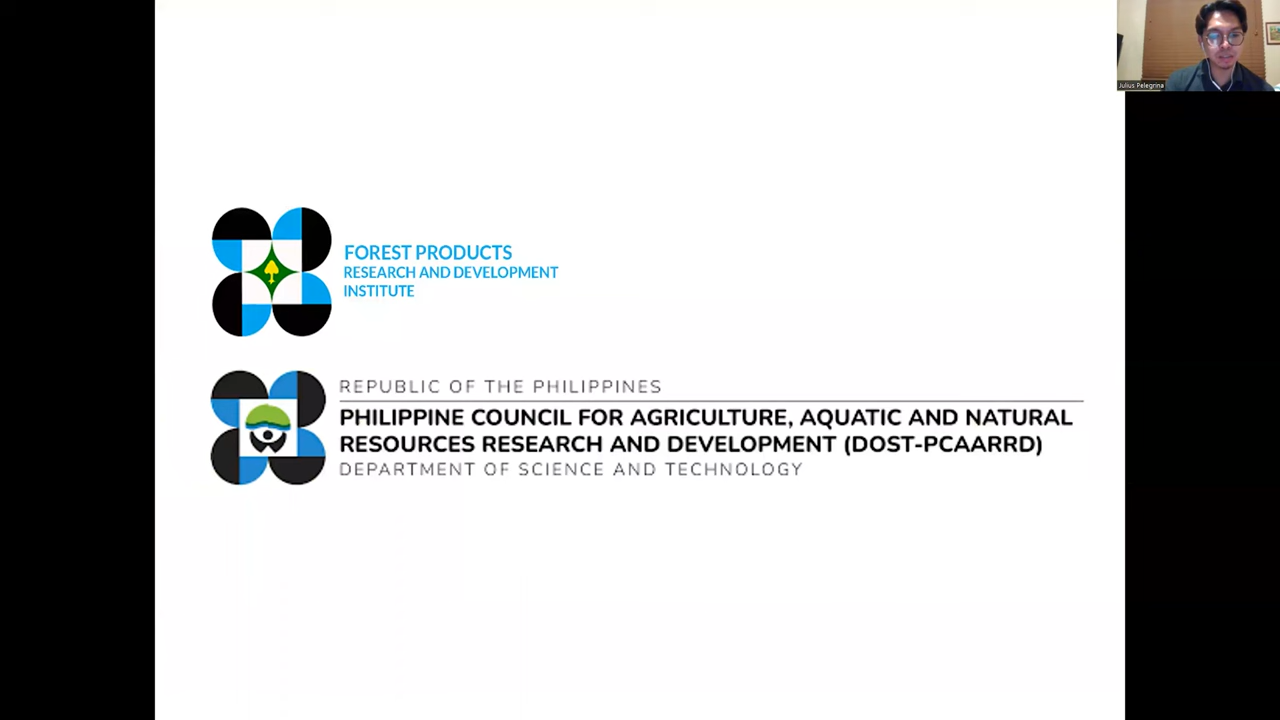 Julius Pelegrina
FOREST PRODUCTS
RESEARCH AND DEVELOPMENT
INSTITUTE
REPUBLIC OF THE PHILIPPINES
PHILIPPINE COUNCIL FOR AGRICULTURE, AQUATIC AND NATURAL
RESOURCES RESEARCH AND DEVELOPMENT (DOST-PCAARRD)
DEPARTMENT OF SCIENCE AND TECHNOLOGY